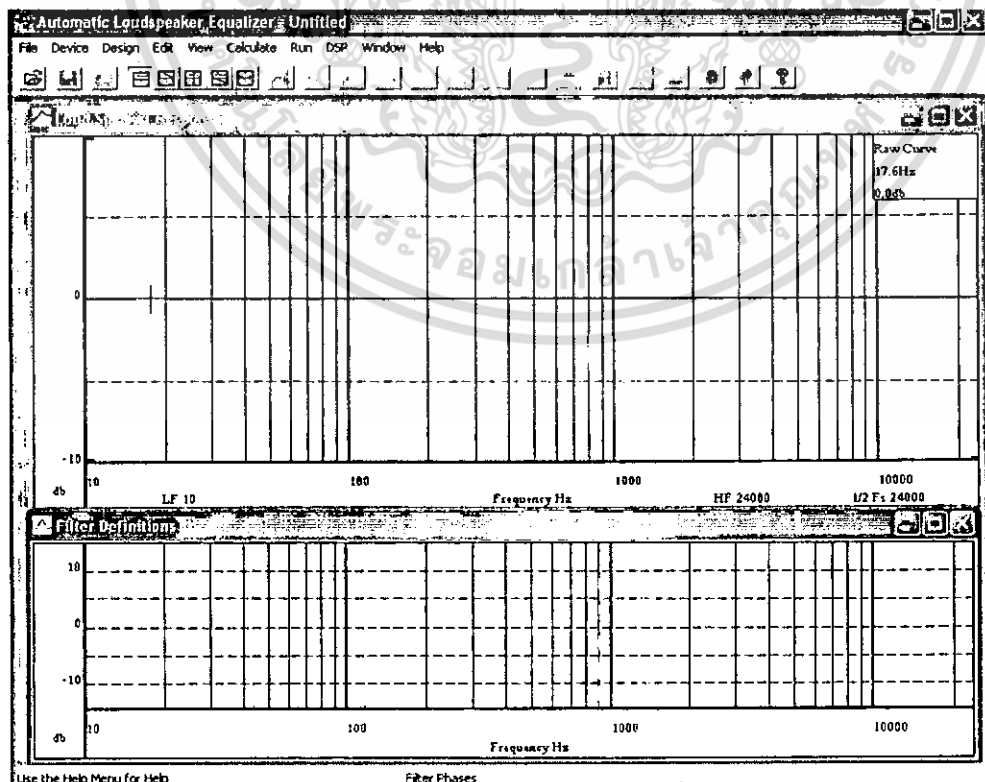 Automatic Loudspeaker Equalizer - Untitled
File Device Design Edit View Calculate Run DSP Window Help
Raw Curve
17.6Hz
0.0db
0
-10
10 100 1000 10000
db LF 10 Frequency Hz HF 24000 1/2 Fs 24000
Filter Definitions
10
0
-10
10 100 1000 10000
db Frequency Hz
Use the Help Menu for Help Filter Phases